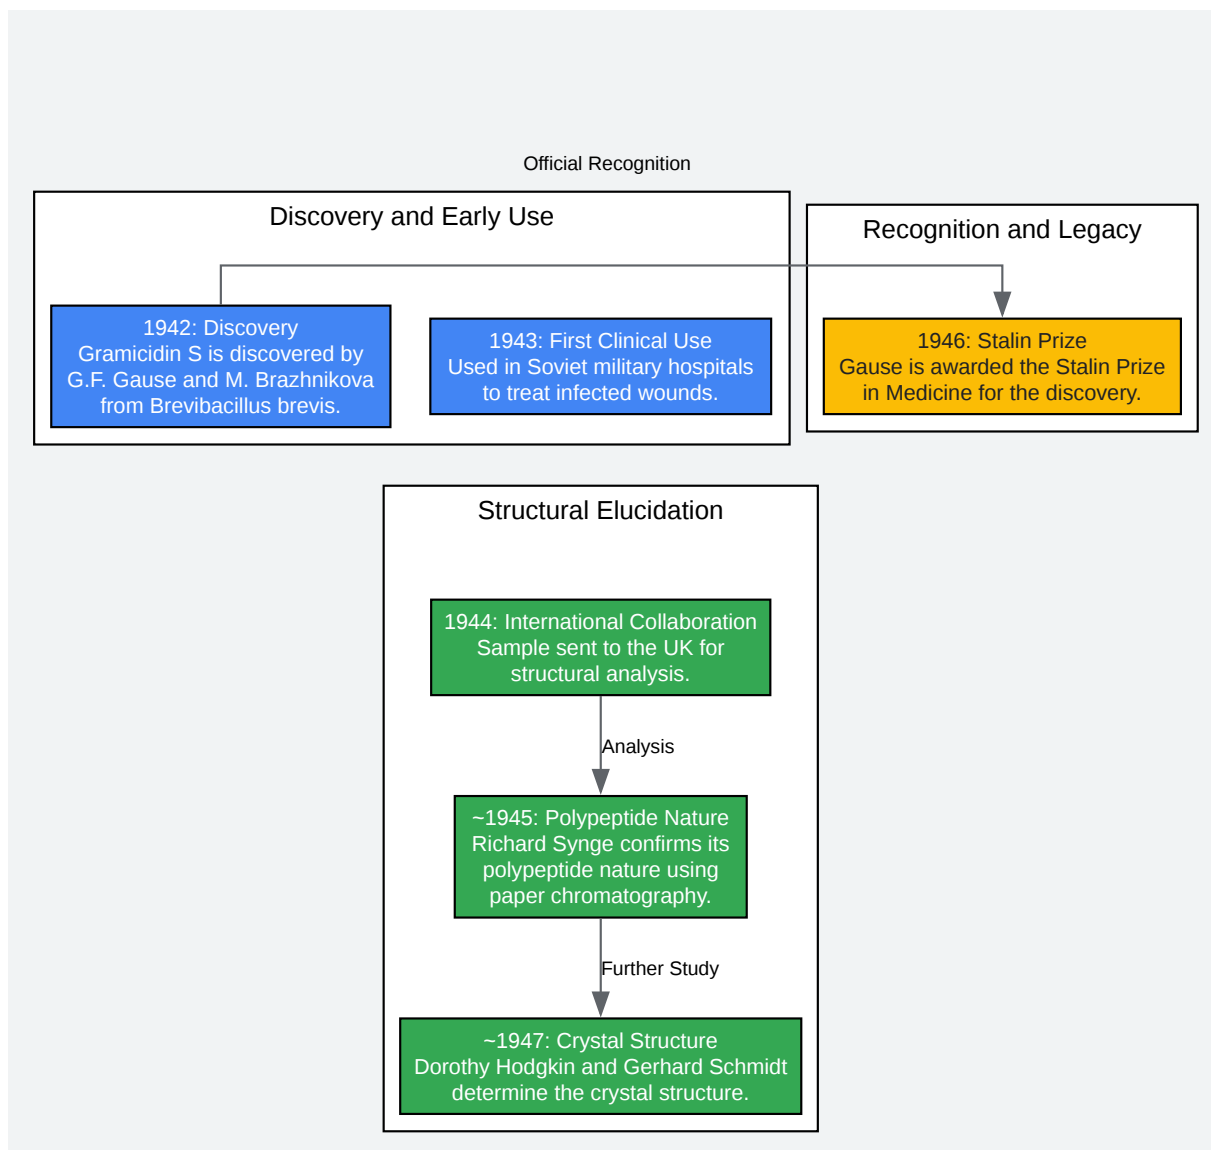 Official Recognition
Discovery and Early Use
1942: Discovery
Gramicidin S is discovered by
G.F. Gause and M. Brazhnikova
from Brevibacillus brevis.
1943: First Clinical Use
Used in Soviet military hospitals
to treat infected wounds.
Recognition and Legacy
1946: Stalin Prize
Gause is awarded the Stalin Prize
in Medicine for the discovery.
Structural Elucidation
1944: International Collaboration
Sample sent to the UK for
structural analysis.
Analysis
~1945: Polypeptide Nature
Richard Synge confirms its
polypeptide nature using
paper chromatography.
Further Study
~1947: Crystal Structure
Dorothy Hodgkin and Gerhard Schmidt
determine the crystal structure.